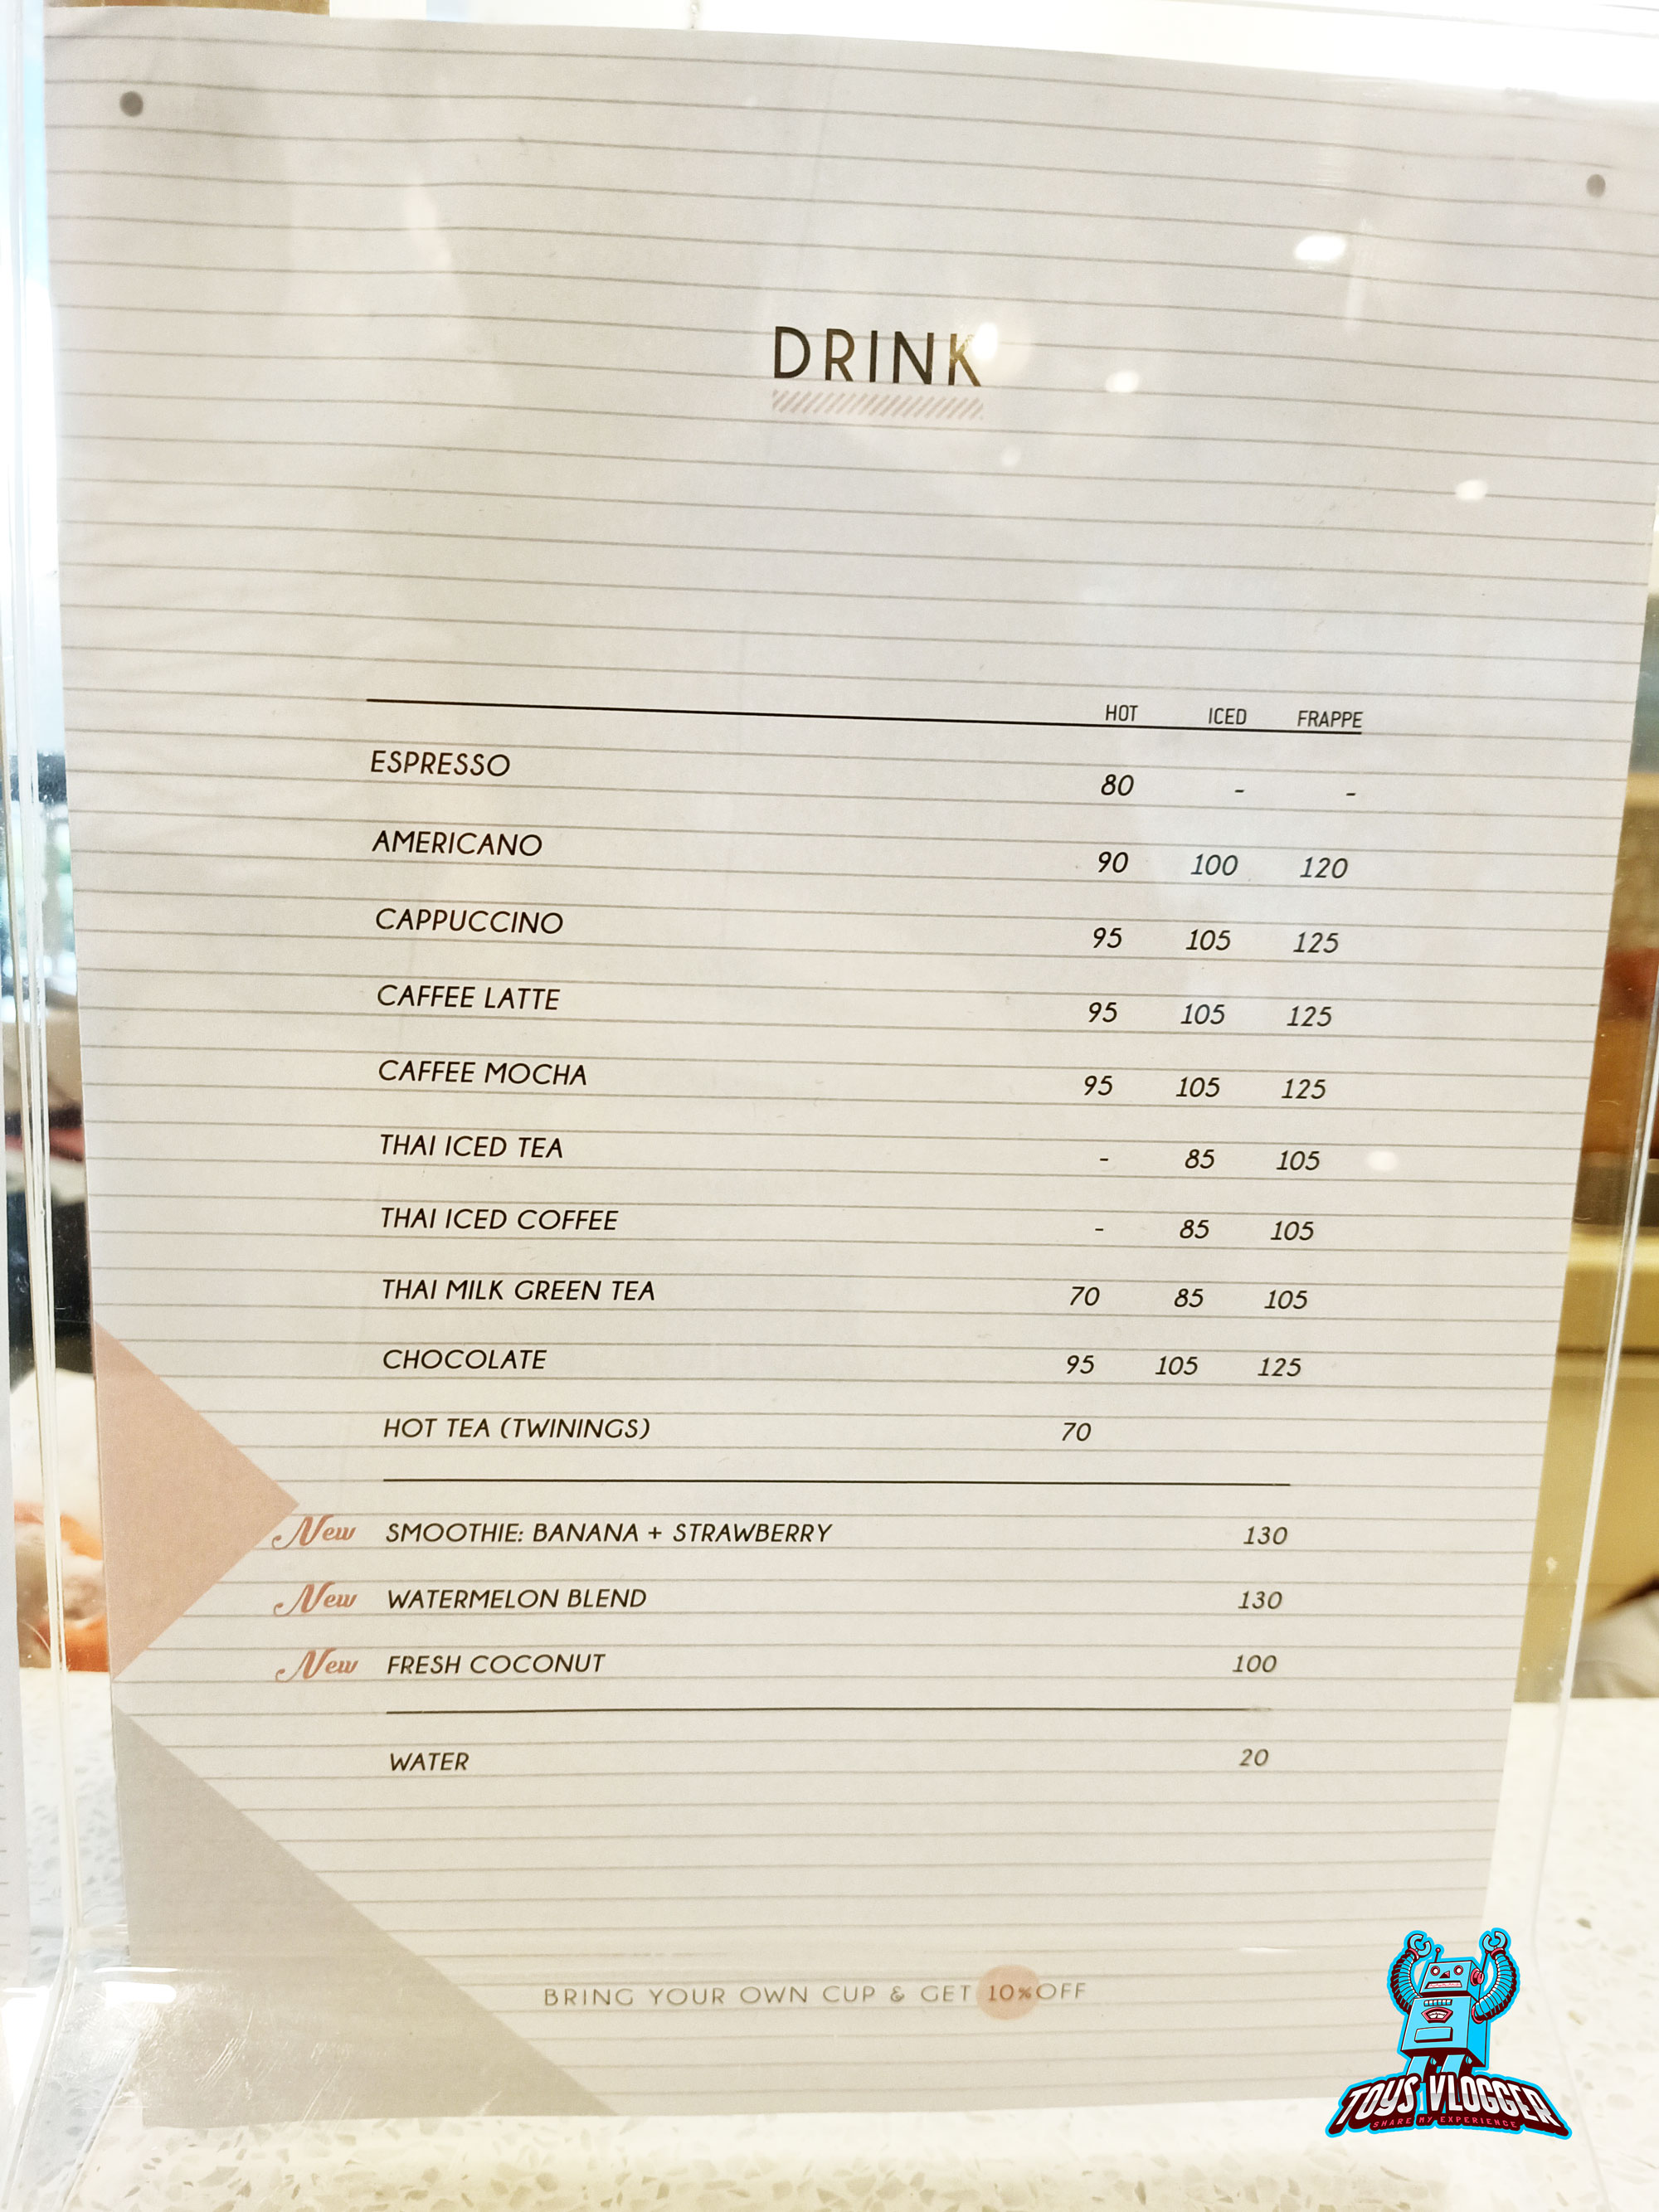 DRINK
HOT ICED FRAPPE
ESPRESSO 80 - -
AMERICANO 90 100 120
CAPPUCCINO 95 105 125
CAFFEE LATTE 95 105 125
CAFFEE MOCHA 95 105 125
THAI ICED TEA - 85 105
THAI ICED COFFEE - 85 105
THAI MILK GREEN TEA 70 85 105
CHOCOLATE 95 105 125
HOT TEA (TWININGS) 70
New SMOOTHIE: BANANA + STRAWBERRY 130
New WATERMELON BLEND 130
New FRESH COCONUT 100
WATER 20
BRING YOUR OWN CUP & GET 10% OFF
TOYS VLOGGER
SHARE MY EXPERIENCE